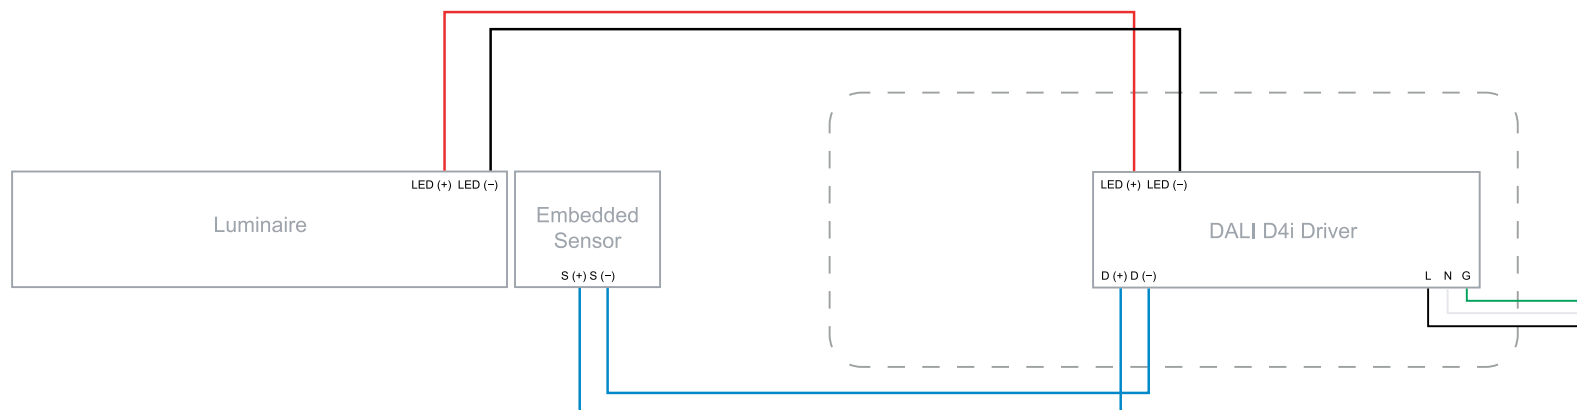 LED (+) LED (−)
Luminaire
Embedded
Sensor
S (+) S (−)
LED (+) LED (−)
DALI D4i Driver
D (+) D (−)
L N G